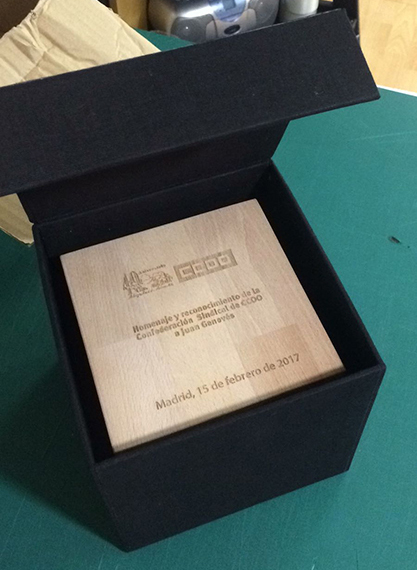 CCOO
Homenaje y reconocimiento de la
Confederación Sindical de CCOO
a Juan Genovés
Madrid, 15 de febrero de 2017